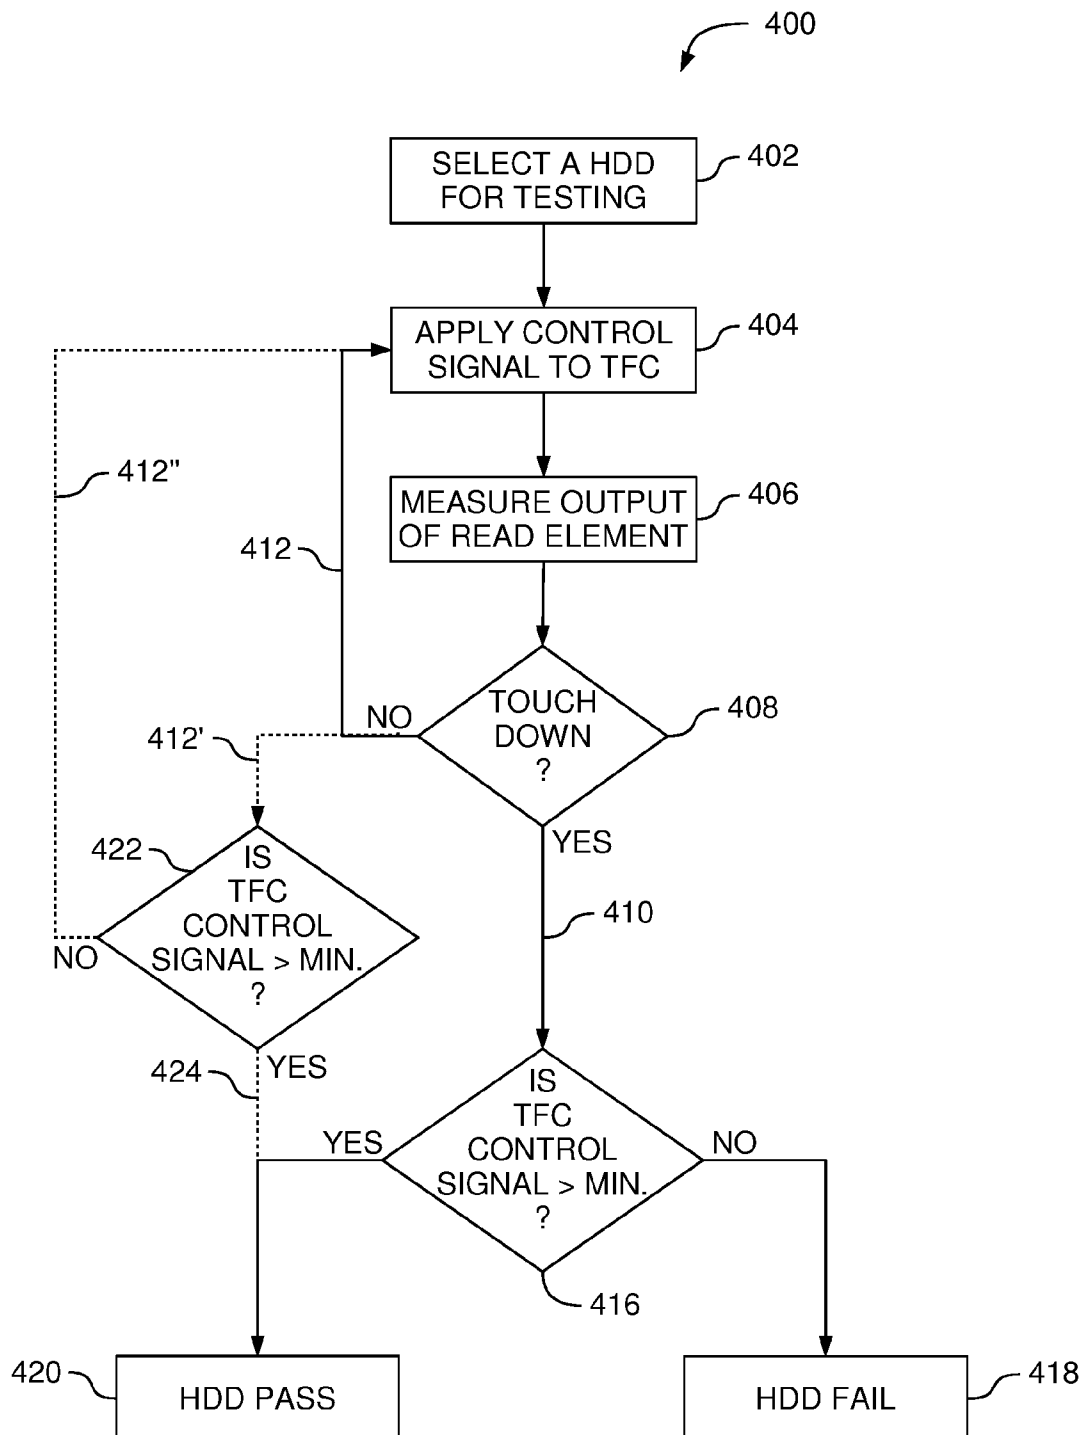 400
SELECT A HDD
FOR TESTING
402
APPLY CONTROL
SIGNAL TO TFC
404
412"
MEASURE OUTPUT
OF READ ELEMENT
406
412
TOUCH
DOWN
?
408
NO
412'
YES
422
IS
TFC
CONTROL
SIGNAL > MIN.
?
NO
410
YES
424
IS
TFC
CONTROL
SIGNAL > MIN.
?
YES
NO
416
420
HDD PASS
HDD FAIL
418